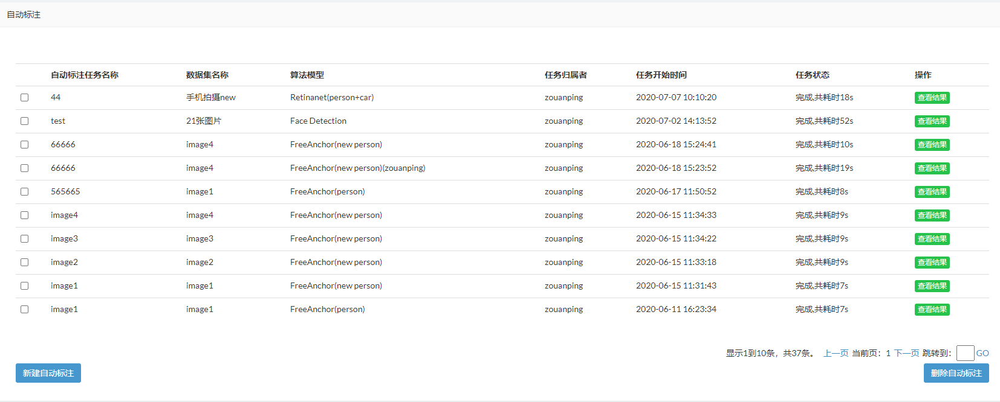 自动标注
自动标注任务名称 数据集名称 算法模型 任务归属者 任务开始时间 任务状态 操作
44 手机拍摄new Retinanet(person+car) zouanping 2020-07-07 10:10:20 完成,共耗时18s 查看结果
test 21张图片 Face Detection zouanping 2020-07-02 14:13:52 完成,共耗时52s 查看结果
66666 image4 FreeAnchor(new person) zouanping 2020-06-18 15:24:41 完成,共耗时10s 查看结果
66666 image4 FreeAnchor(new person)(zouanping) zouanping 2020-06-18 15:23:52 完成,共耗时19s 查看结果
565665 image1 FreeAnchor(person) zouanping 2020-06-17 11:50:52 完成,共耗时8s 查看结果
image4 image4 FreeAnchor(new person) zouanping 2020-06-15 11:34:33 完成,共耗时9s 查看结果
image3 image3 FreeAnchor(new person) zouanping 2020-06-15 11:34:22 完成,共耗时9s 查看结果
image2 image2 FreeAnchor(new person) zouanping 2020-06-15 11:33:18 完成,共耗时9s 查看结果
image1 image1 FreeAnchor(new person) zouanping 2020-06-15 11:31:43 完成,共耗时7s 查看结果
image1 image1 FreeAnchor(person) zouanping 2020-06-11 16:23:34 完成,共耗时7s 查看结果
显示1到10条，共37条。 上一页 当前页：1 下一页 跳转到： GO
新建自动标注 删除自动标注